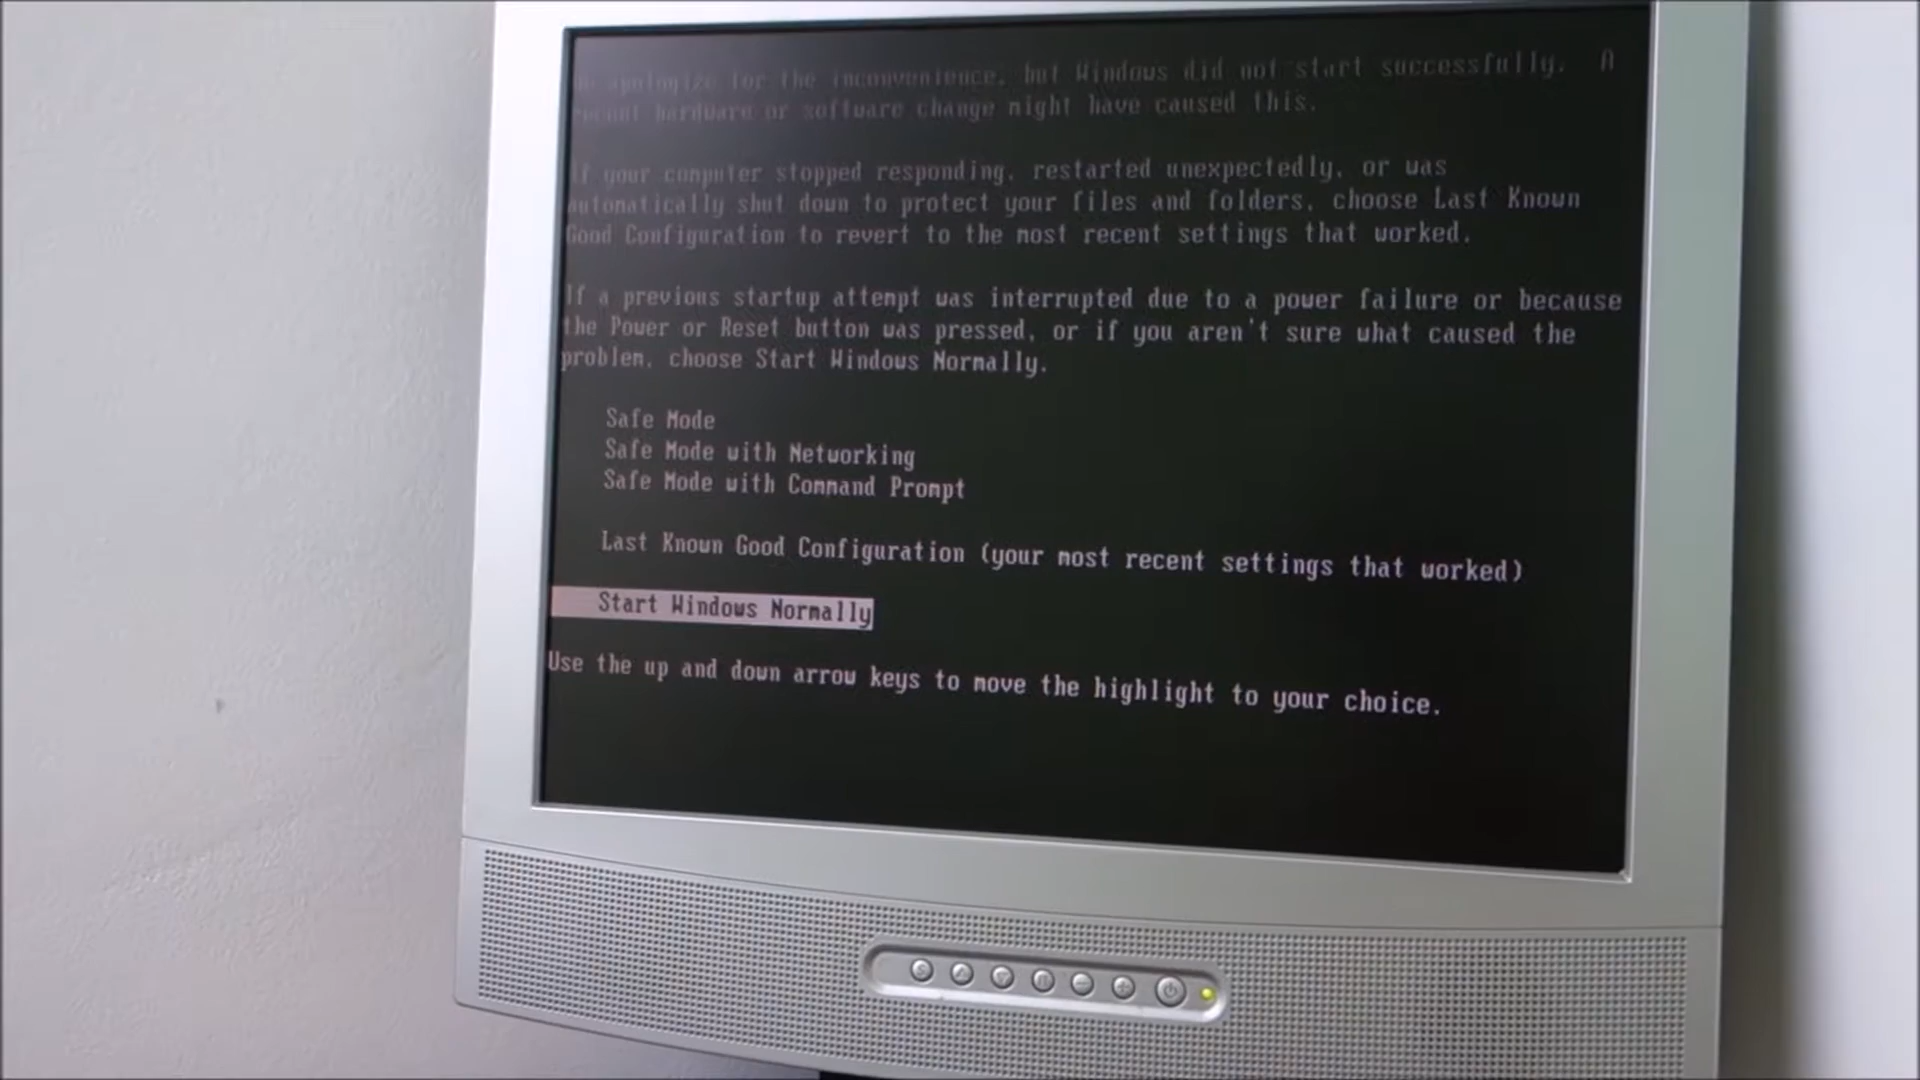 We apologize for the inconvenience, but Windows did not start successfully. A
recent hardware or software change might have caused this.
If your computer stopped responding, restarted unexpectedly, or was
automatically shut down to protect your files and folders, choose Last Known
Good Configuration to revert to the most recent settings that worked.
If a previous startup attempt was interrupted due to a power failure or because
the Power or Reset button was pressed, or if you aren't sure what caused the
problem, choose Start Windows Normally.
Safe Mode
Safe Mode with Networking
Safe Mode with Command Prompt
Last Known Good Configuration (your most recent settings that worked)
Start Windows Normally
Use the up and down arrow keys to move the highlight to your choice.